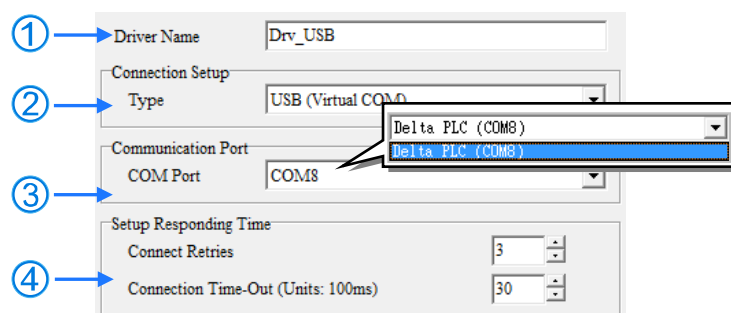 ① Driver Name Drv_USB
Connection Setup
② Type USB (Virtual COM)
Delta PLC (COM8)
Delta PLC (COM8)
Communication Port
③ COM Port COM8
Setup Responding Time
Connect Retries 3
④ Connection Time-Out (Units: 100ms) 30